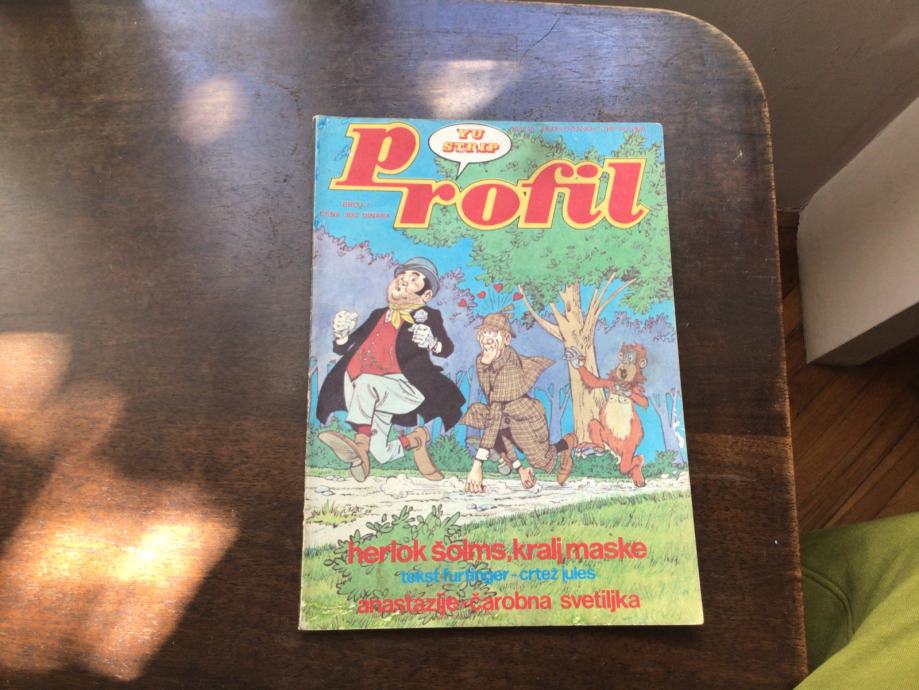 YU
STRIP
Profil
BROJ 1
CENA 300 DINARA
herlok šolms,kralj maske
tekst furtinger-crtež jules
anastazije-čarobna svetiljka